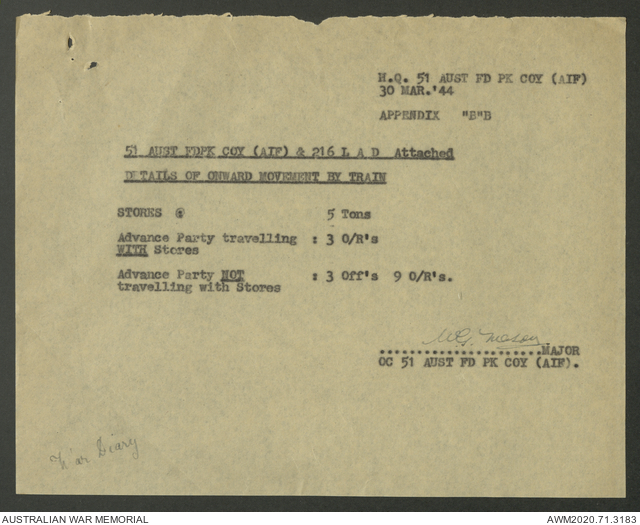 H.Q. 51 AUST FD PK COY (AIF)
30 MAR.'44
APPENDIX "B"B
51 AUST FDPK COY (AIF) & 216 L A D Attached
DETAILS OF ONWARD MOVEMENT BY TRAIN
STORES @ 5 Tons
Advance Party travelling : 3 O/R's
WITH Stores
Advance Party NOT : 3 Off's 9 O/R's.
travelling with Stores
.......................MAJOR
OC 51 AUST FD PK COY (AIF).
War Diary
AUSTRALIAN WAR MEMORIAL AWM2020.71.3183